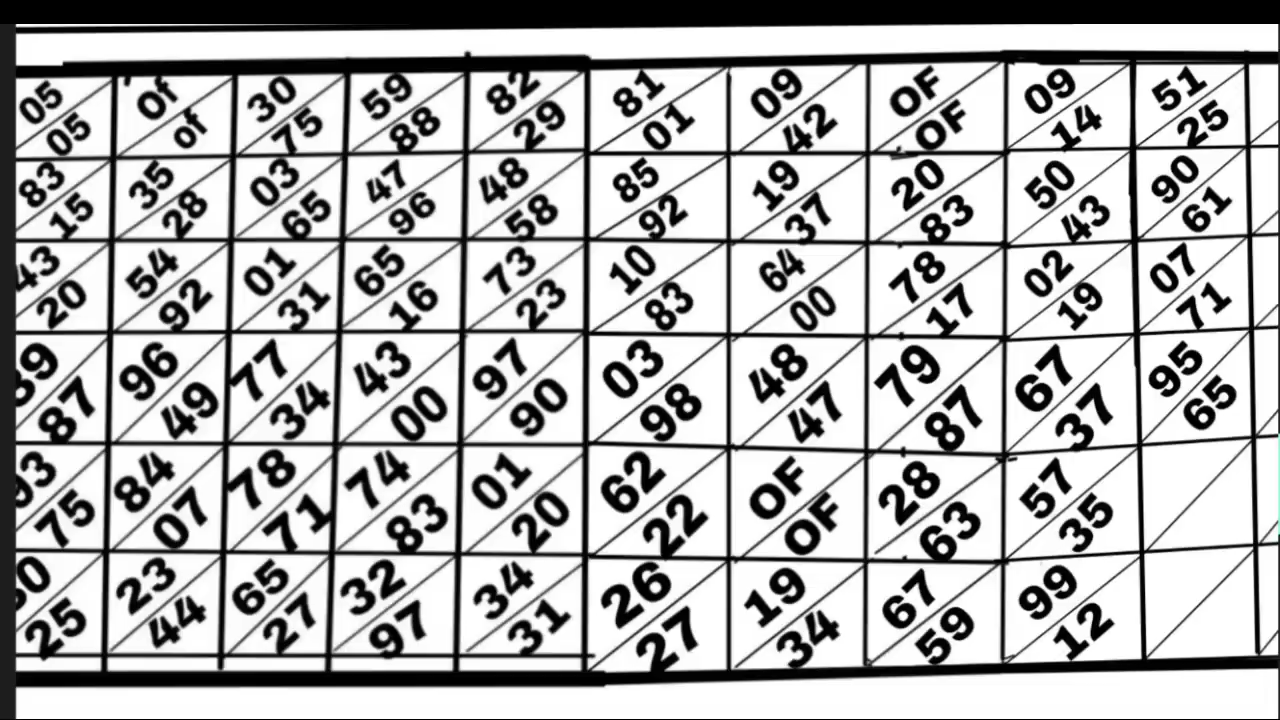 05 0f 30 59 82 81 09 OF 09 51
05 of 75 88 29 01 42 OF 14 25
83 35 03 47 48 85 19 20 50 90
15 28 65 96 58 92 37 83 43 61
43 54 01 65 73 10 64 78 02 07
20 92 31 16 23 83 00 17 19 71
96 77 43 97 03 48 79 67 95
87 49 34 00 90 98 47 87 37 65
93 84 78 74 01 62 OF 28 57
75 07 71 83 20 22 OF 63 35
23 65 32 34 26 19 67 99
25 44 27 97 31 27 34 59 12